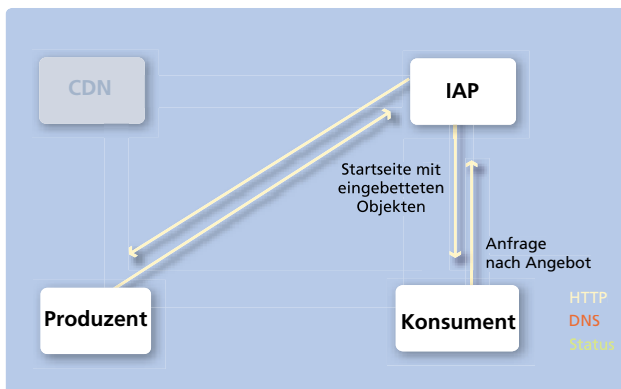 CDN
IAP
Startseite mit
eingebetteten
Objekten
Anfrage
nach Angebot
Produzent
Konsument
HTTP
DNS
Status